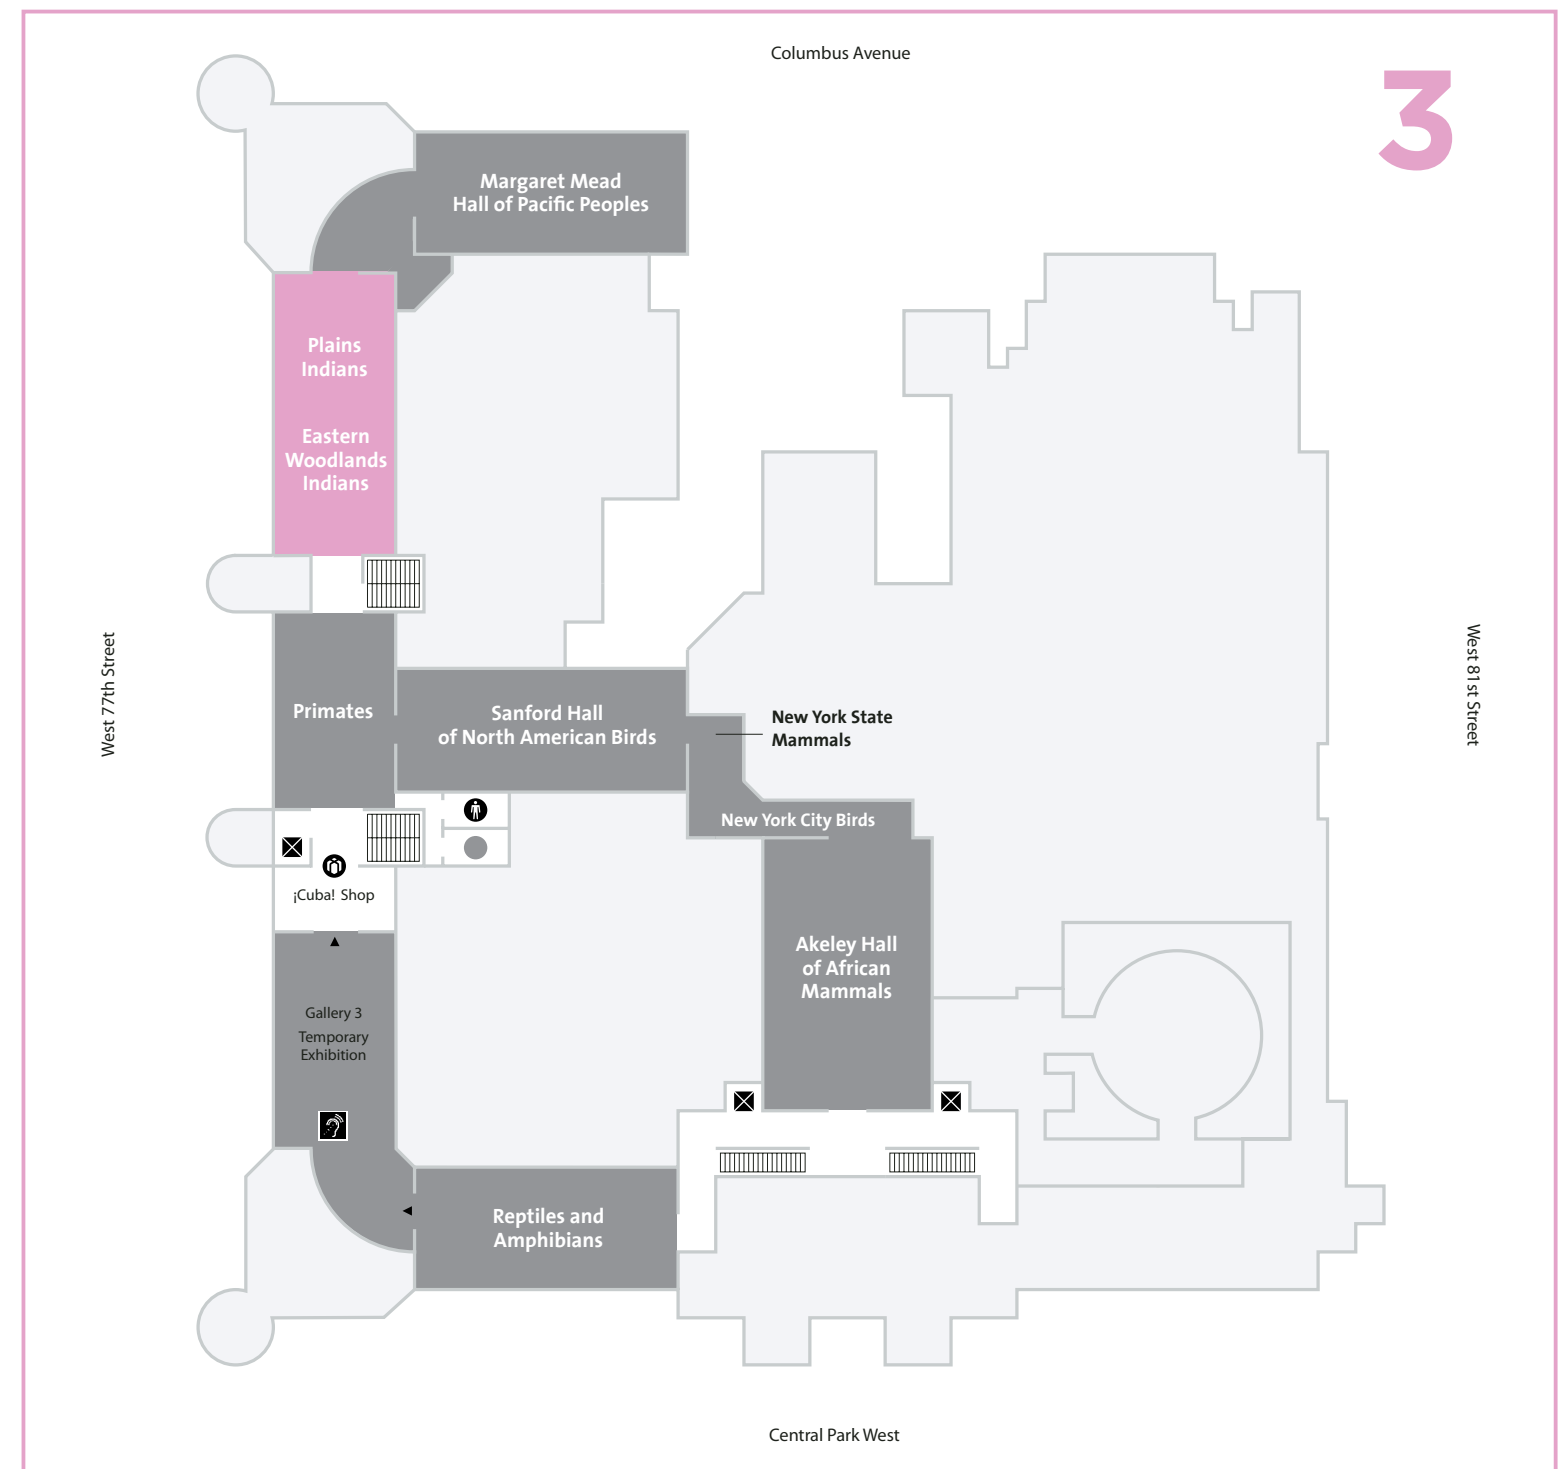 Columbus Avenue
3
Margaret Mead
Hall of Pacific Peoples
Plains
Indians
Eastern
Woodlands
Indians
West 77th Street
West 81st Street
Primates
Sanford Hall
of North American Birds
New York State
Mammals
New York City Birds
¡Cuba! Shop
Akeley Hall
of African
Mammals
Gallery 3
Temporary
Exhibition
Reptiles and
Amphibians
Central Park West